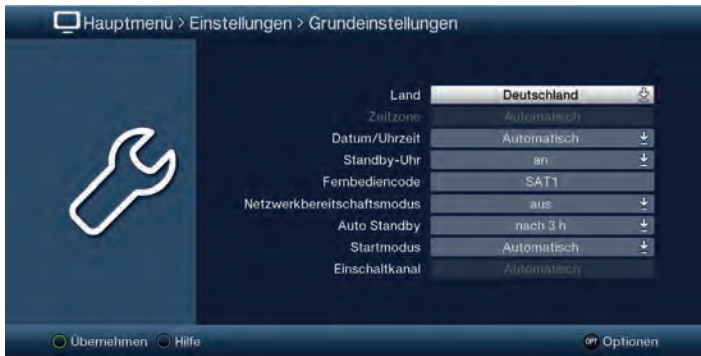 Hauptmenü > Einstellungen > Grundeinstellungen
Land Deutschland
Zeitzone Automatisch
Datum/Uhrzeit Automatisch
Standby-Uhr an
Fernbediencode SAT1
Netzwerkbereitschaftsmodus aus
Auto Standby nach 3 h
Startmodus Automatisch
Einschaltkanal Automatisch
Übernehmen Hilfe OPT Optionen